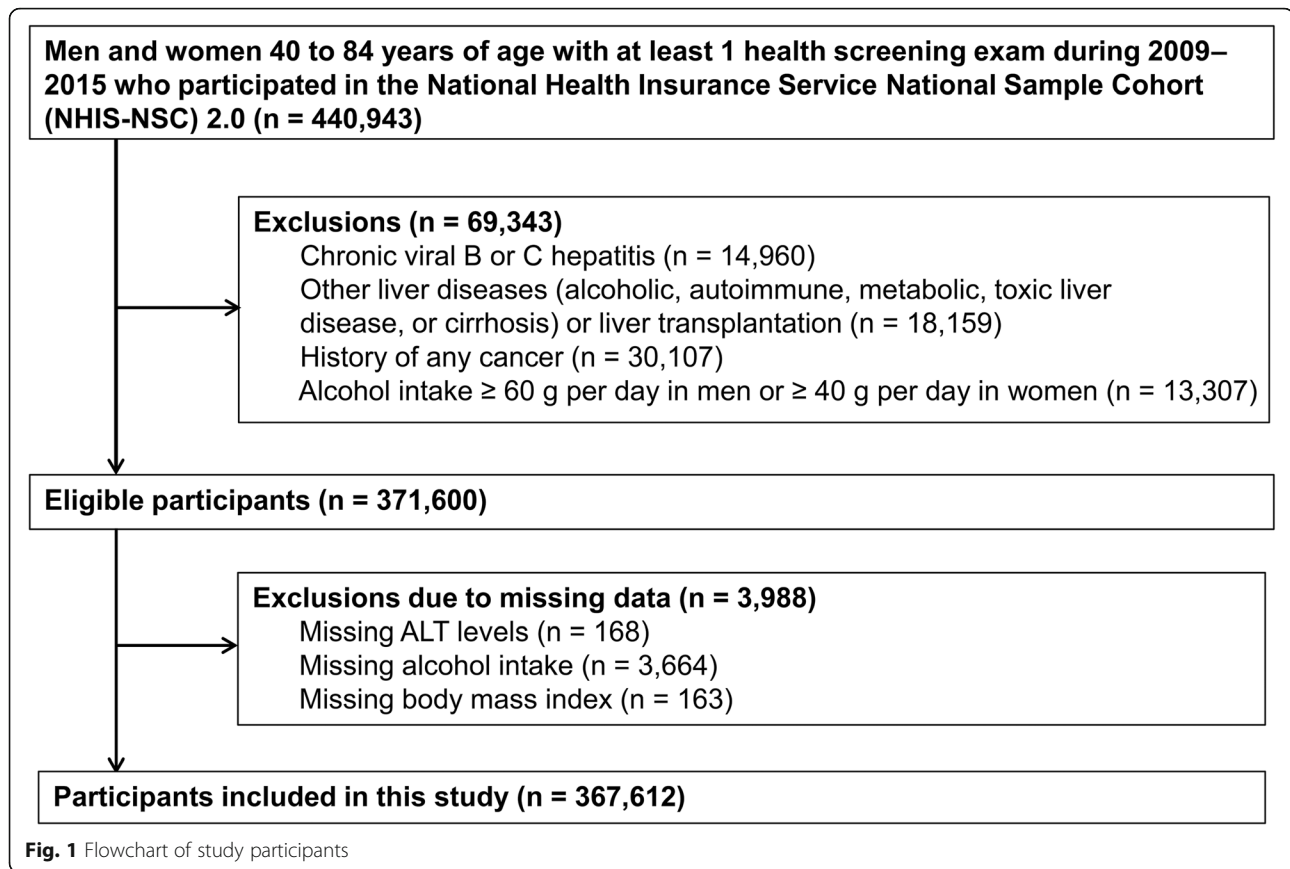 Men and women 40 to 84 years of age with at least 1 health screening exam during 2009–
2015 who participated in the National Health Insurance Service National Sample Cohort
(NHIS-NSC) 2.0 (n = 440,943)
Exclusions (n = 69,343)
Chronic viral B or C hepatitis (n = 14,960)
Other liver diseases (alcoholic, autoimmune, metabolic, toxic liver
disease, or cirrhosis) or liver transplantation (n = 18,159)
History of any cancer (n = 30,107)
Alcohol intake ≥ 60 g per day in men or ≥ 40 g per day in women (n = 13,307)
Eligible participants (n = 371,600)
Exclusions due to missing data (n = 3,988)
Missing ALT levels (n = 168)
Missing alcohol intake (n = 3,664)
Missing body mass index (n = 163)
Participants included in this study (n = 367,612)
Fig. 1 Flowchart of study participants